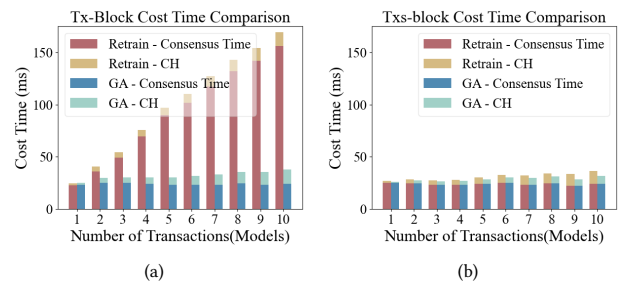 Tx-Block Cost Time Comparison
Cost Time (ms)
150
100
50
0
Retrain - Consensus Time
Retrain - CH
GA - Consensus Time
GA - CH
1 2 3 4 5 6 7 8 9 10
Number of Transactions(Models)
(a)
Txs-block Cost Time Comparison
Cost Time (ms)
150
100
50
0
Retrain - Consensus Time
Retrain - CH
GA - Consensus Time
GA - CH
1 2 3 4 5 6 7 8 9 10
Number of Transactions(Models)
(b)